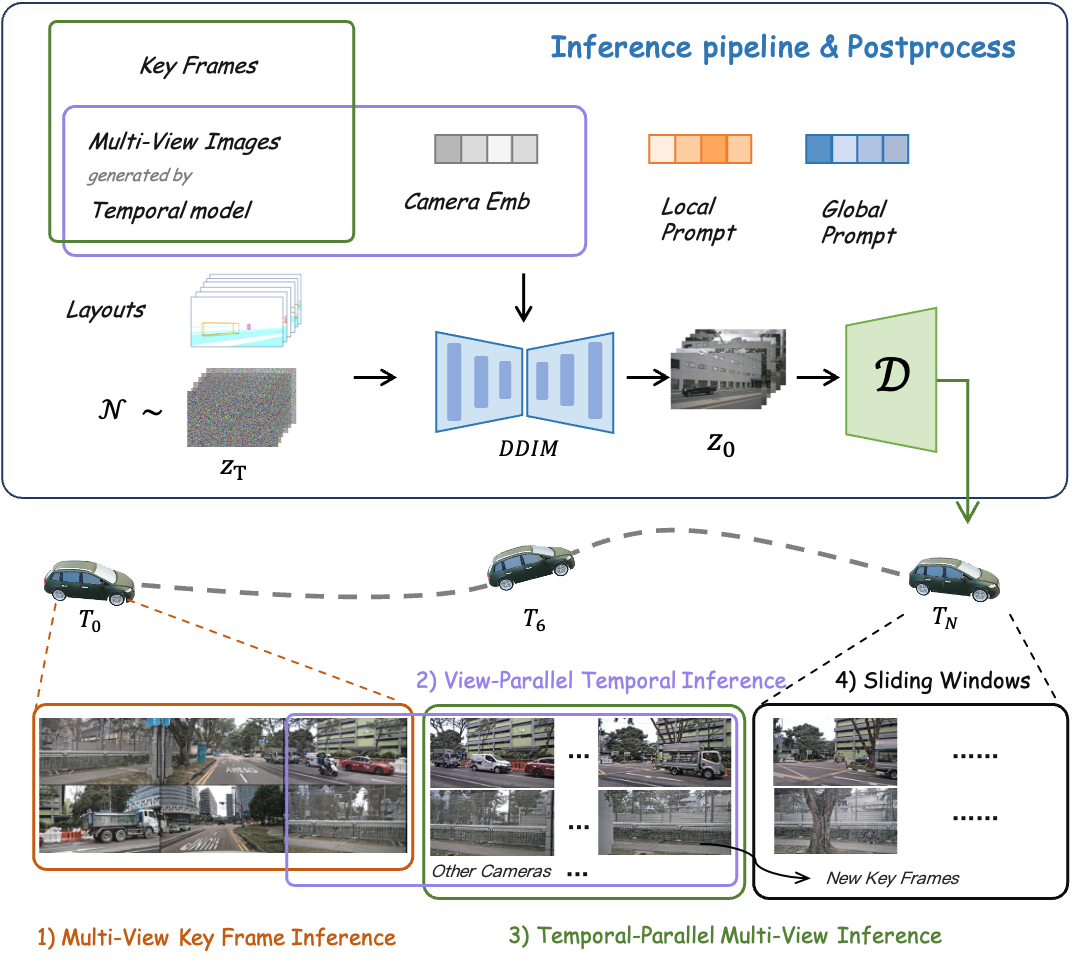 Inference pipeline & Postprocess
Key Frames
Multi-View Images
generated by
Temporal model
Camera Emb
Local
Prompt
Global
Prompt
Layouts
𝒩 ~
z_T
DDIM
z_0
𝒟
T_0
T_6
T_N
2) View-Parallel Temporal Inference
4) Sliding Windows
AHEAD
...
......
...
......
Other Cameras ...
New Key Frames
1) Multi-View Key Frame Inference
3) Temporal-Parallel Multi-View Inference